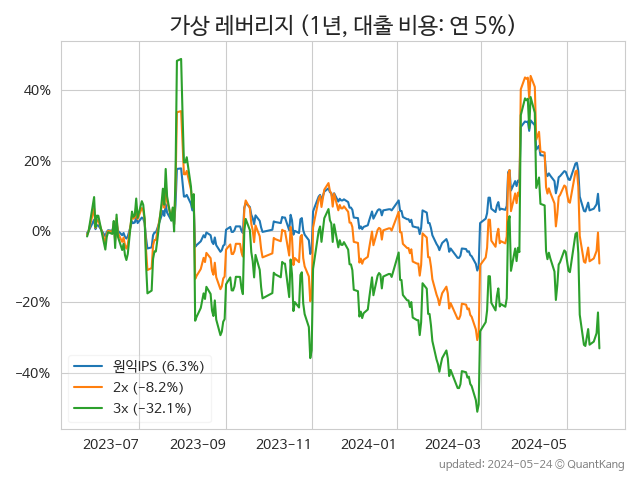 가상 레버리지 (1년, 대출 비용: 연 5%)
40%
20%
0%
−20%
−40%
원익IPS (6.3%)
2x (−8.2%)
3x (−32.1%)
2023−07 2023−09 2023−11 2024−01 2024−03 2024−05
updated: 2024−05−24 © QuantKang